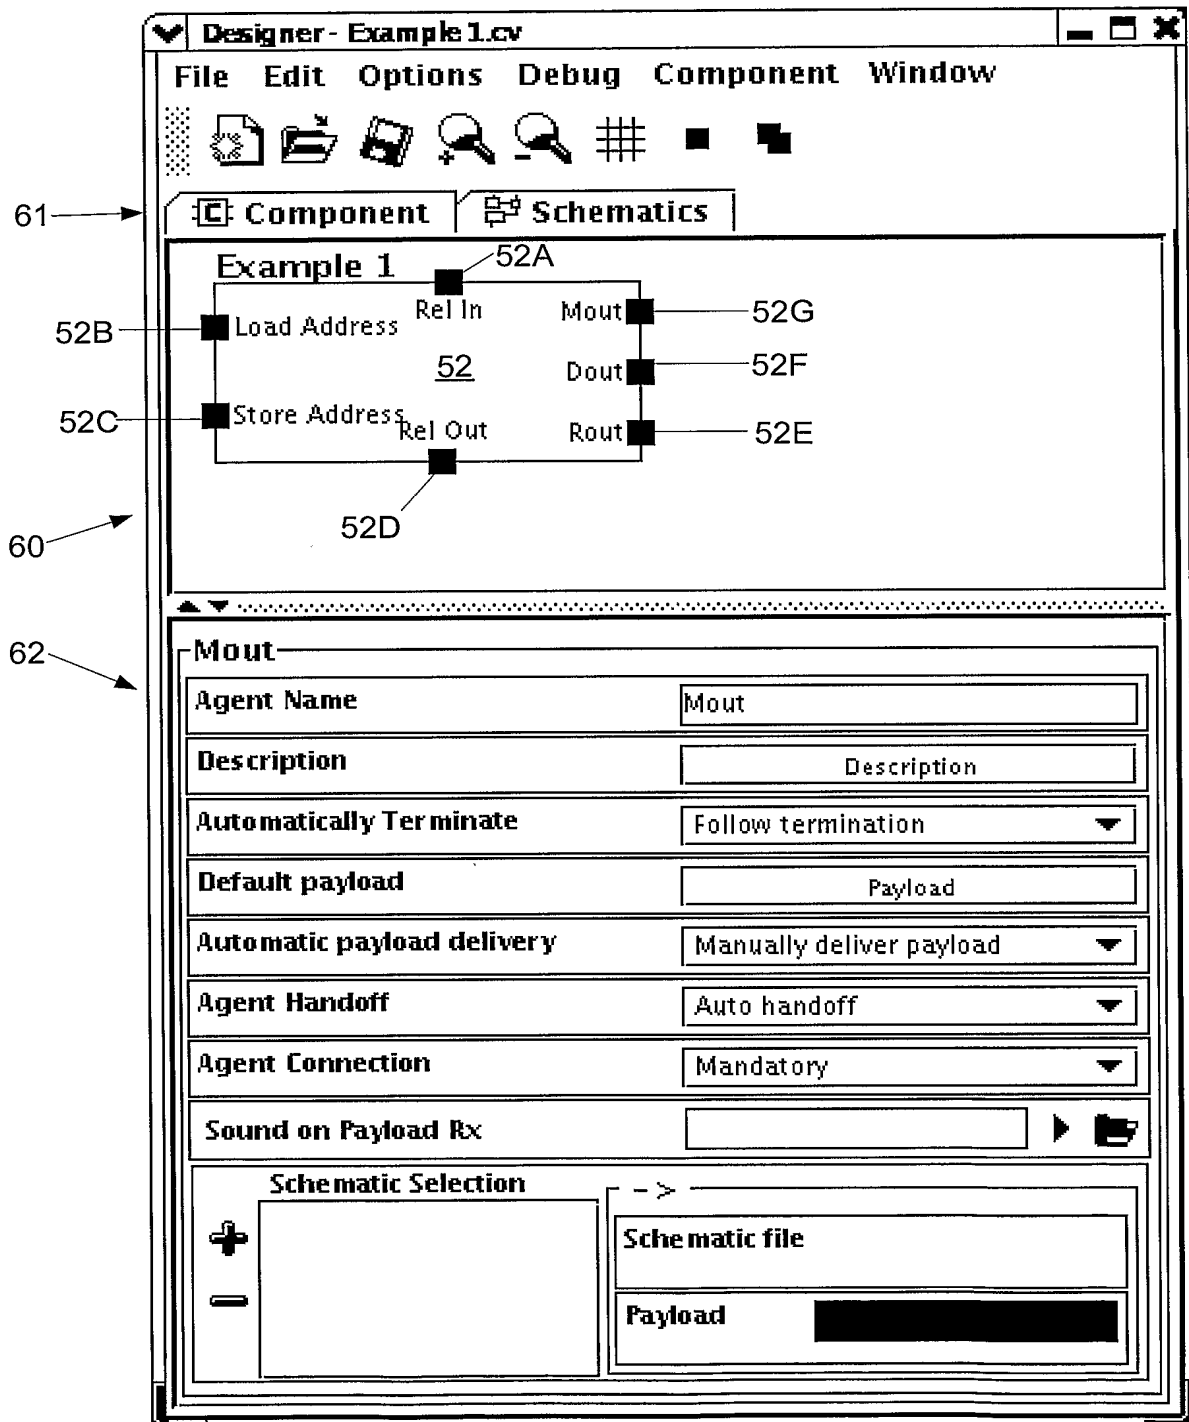 Designer - Example 1.cv
File Edit Options Debug Component Window
61
C Component Schematics
Example 1
52A
Rel In
Mout
52G
52B
Load Address
52
Dout
52F
52C
Store Address
Rel Out
Rout
52E
52D
60
62
Mout
Agent Name
Mout
Description
Description
Automatically Terminate
Follow termination
Default payload
Payload
Automatic payload delivery
Manually deliver payload
Agent Handoff
Auto handoff
Agent Connection
Mandatory
Sound on Payload Rx
Schematic Selection
-->
Schematic file
Payload